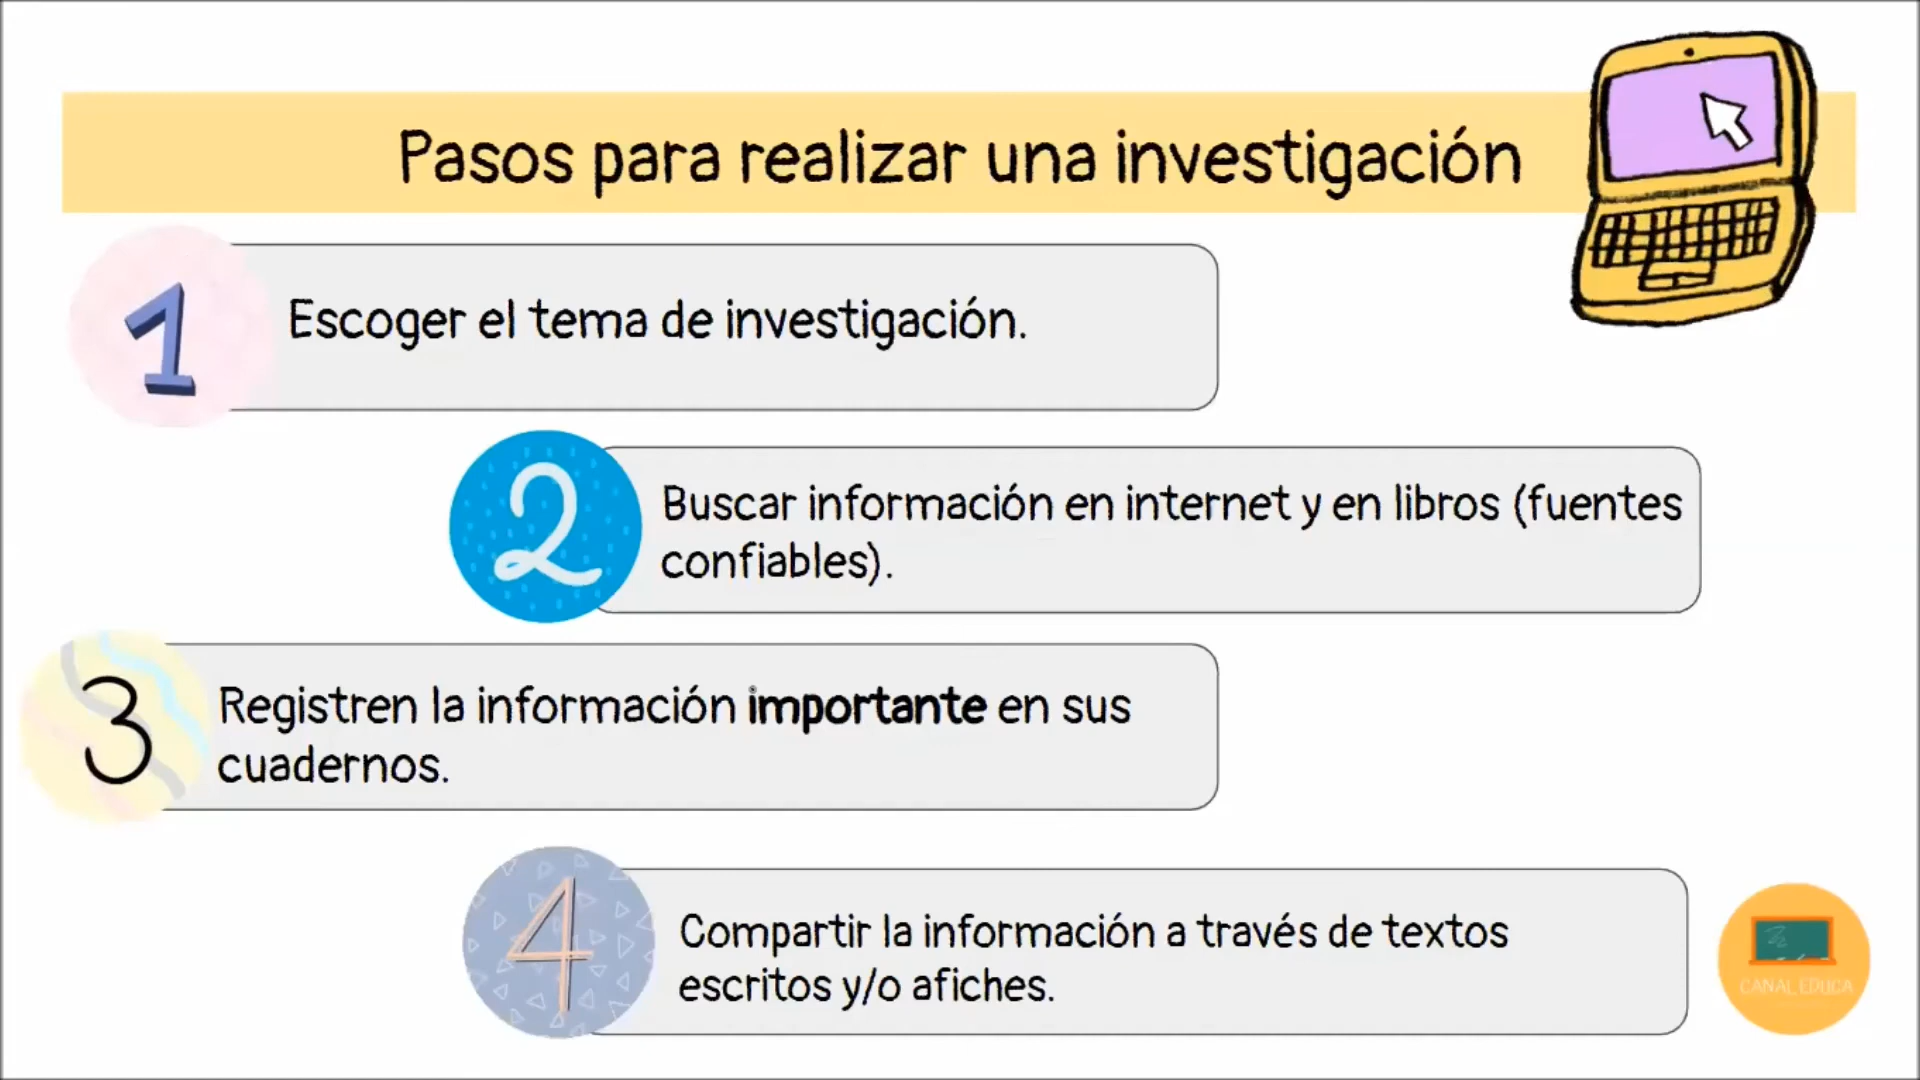 Pasos para realizar una investigación
1
Escoger el tema de investigación.
2
Buscar información en internet y en libros (fuentes
confiables).
3
Registren la información importante en sus
cuadernos.
4
Compartir la información a través de textos
escritos y/o afiches.
CANAL EDUCA